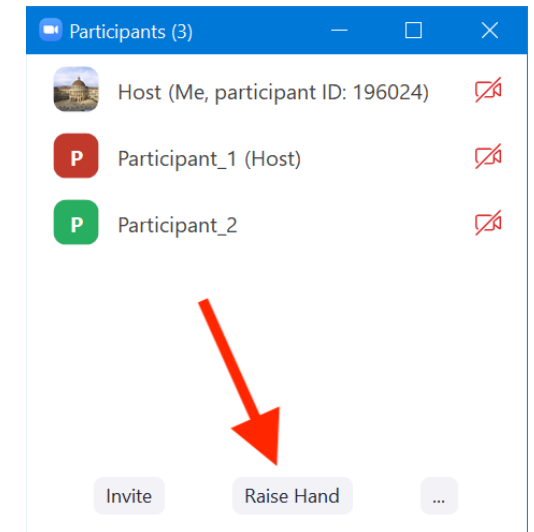 Participants (3)
Host (Me, participant ID: 196024)
P
Participant_1 (Host)
P
Participant_2
Invite
Raise Hand
...